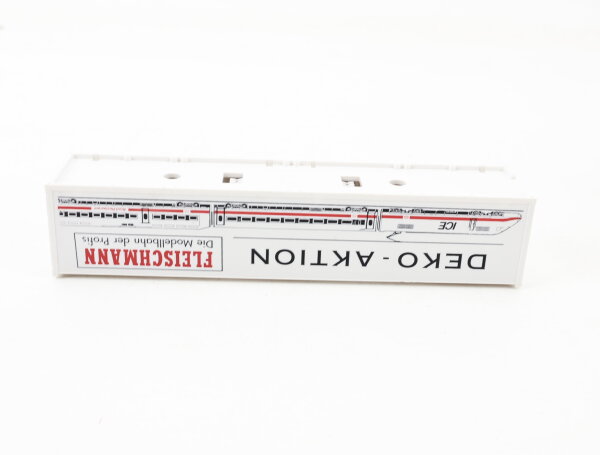 DEKO - AKTION
FLEISCHMANN
Die Modellbahn der Profis
ICE